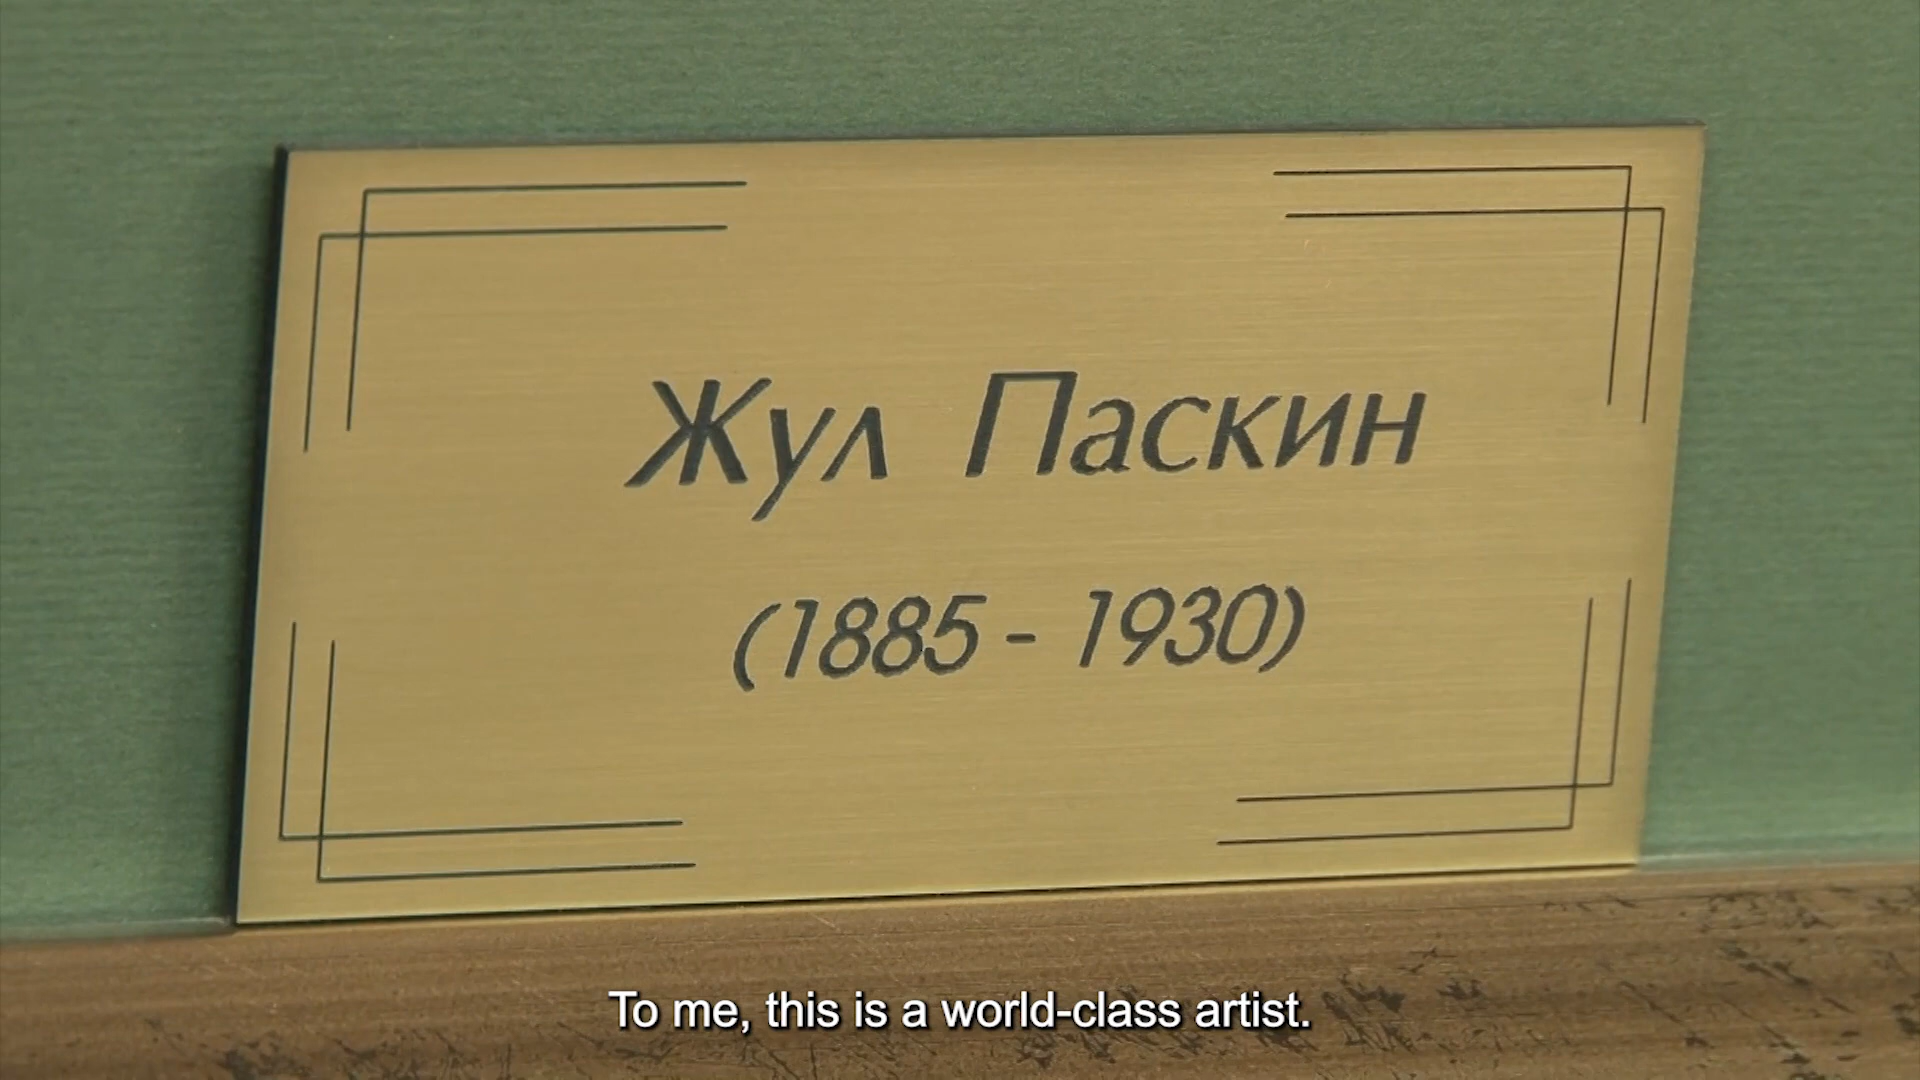 Жул Паскин
(1885 - 1930)
To me, this is a world-class artist.